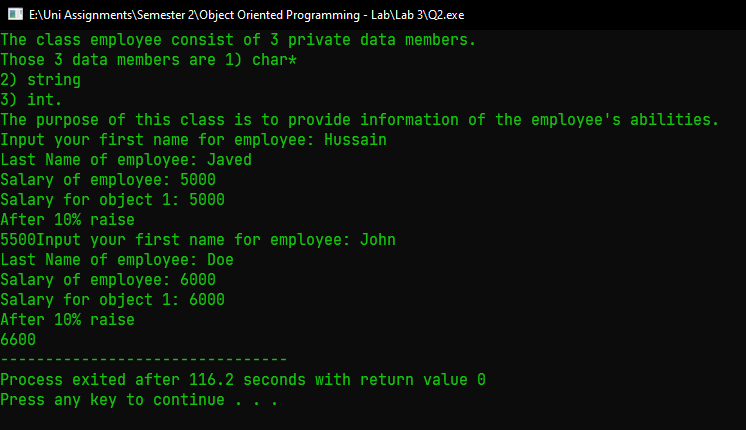 E:\Uni Assignments\Semester 2\Object Oriented Programming - Lab\Lab 3\Q2.exe
The class employee consist of 3 private data members.
Those 3 data members are 1) char*
2) string
3) int.
The purpose of this class is to provide information of the employee's abilities.
Input your first name for employee: Hussain
Last Name of employee: Javed
Salary of employee: 5000
Salary for object 1: 5000
After 10% raise
5500Input your first name for employee: John
Last Name of employee: Doe
Salary of employee: 6000
Salary for object 1: 6000
After 10% raise
6600
--------------------------------
Process exited after 116.2 seconds with return value 0
Press any key to continue . . .